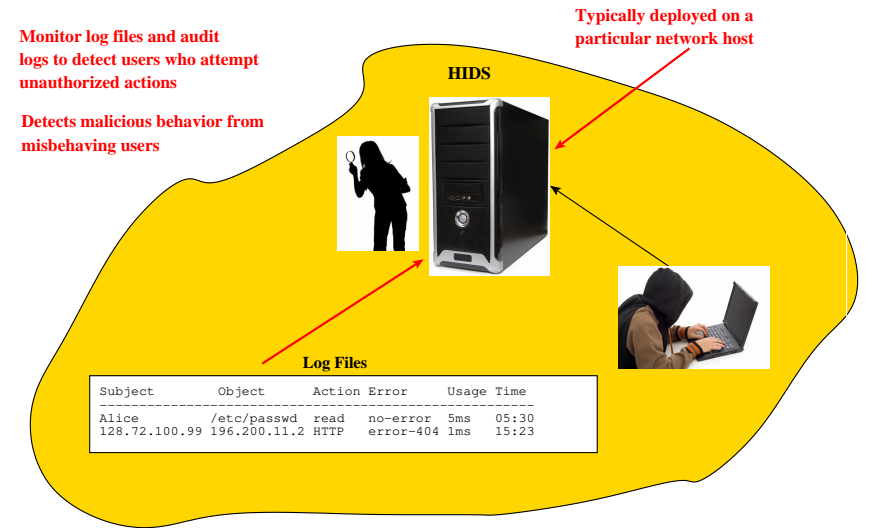 Monitor log files and audit
logs to detect users who attempt
unauthorized actions
Detects malicious behavior from
misbehaving users
Typically deployed on a
particular network host
HIDS
Log Files
Subject Object Action Error Usage Time
-------------------------------------------------------
Alice /etc/passwd read no-error 5ms 05:30
128.72.100.99 196.200.11.2 HTTP error-404 1ms 15:23